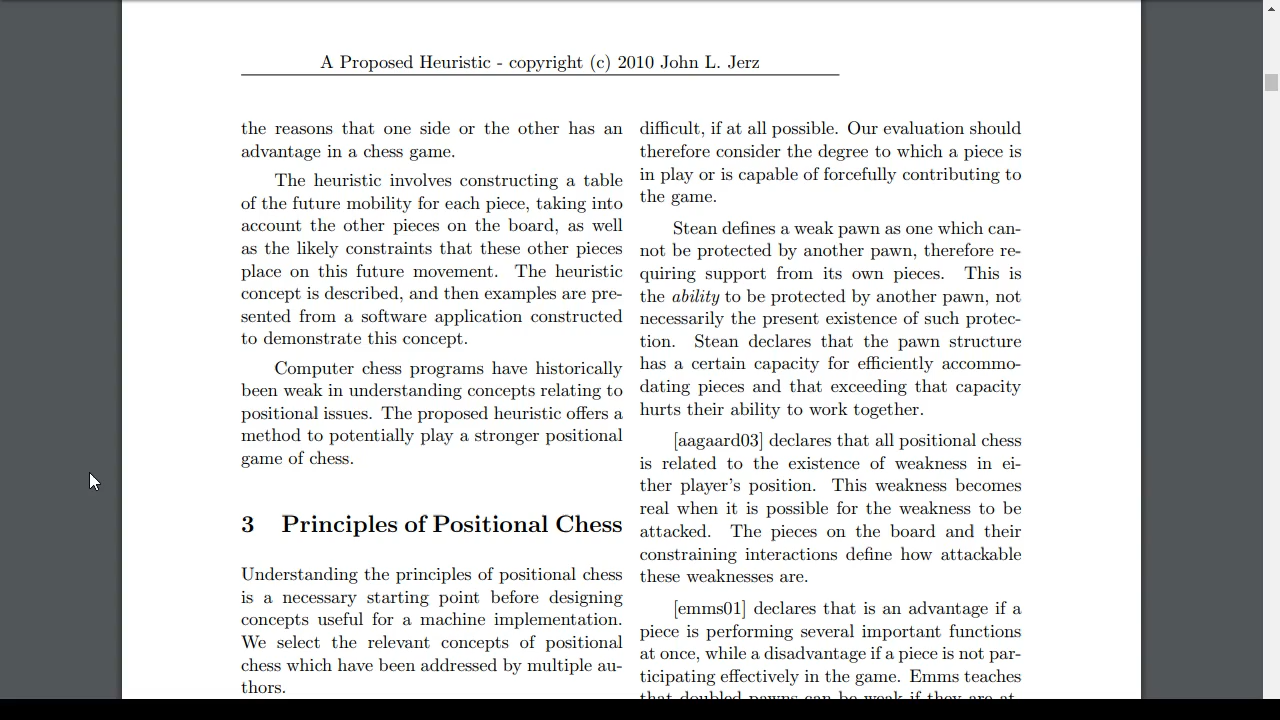 A Proposed Heuristic - copyright (c) 2010 John L. Jerz
the reasons that one side or the other has an
advantage in a chess game.
The heuristic involves constructing a table
of the future mobility for each piece, taking into
account the other pieces on the board, as well
as the likely constraints that these other pieces
place on this future movement. The heuristic
concept is described, and then examples are pre-
sented from a software application constructed
to demonstrate this concept.
Computer chess programs have historically
been weak in understanding concepts relating to
positional issues. The proposed heuristic offers a
method to potentially play a stronger positional
game of chess.
3 Principles of Positional Chess
Understanding the principles of positional chess
is a necessary starting point before designing
concepts useful for a machine implementation.
We select the relevant concepts of positional
chess which have been addressed by multiple au-
thors.
difficult, if at all possible. Our evaluation should
therefore consider the degree to which a piece is
in play or is capable of forcefully contributing to
the game.
Stean defines a weak pawn as one which can-
not be protected by another pawn, therefore re-
quiring support from its own pieces. This is
the ability to be protected by another pawn, not
necessarily the present existence of such protec-
tion. Stean declares that the pawn structure
has a certain capacity for efficiently accommo-
dating pieces and that exceeding that capacity
hurts their ability to work together.
[aagaard03] declares that all positional chess
is related to the existence of weakness in ei-
ther player's position. This weakness becomes
real when it is possible for the weakness to be
attacked. The pieces on the board and their
constraining interactions define how attackable
these weaknesses are.
[emms01] declares that is an advantage if a
piece is performing several important functions
at once, while a disadvantage if a piece is not par-
ticipating effectively in the game. Emms teaches
that doubled pawns can be weak if they are at-